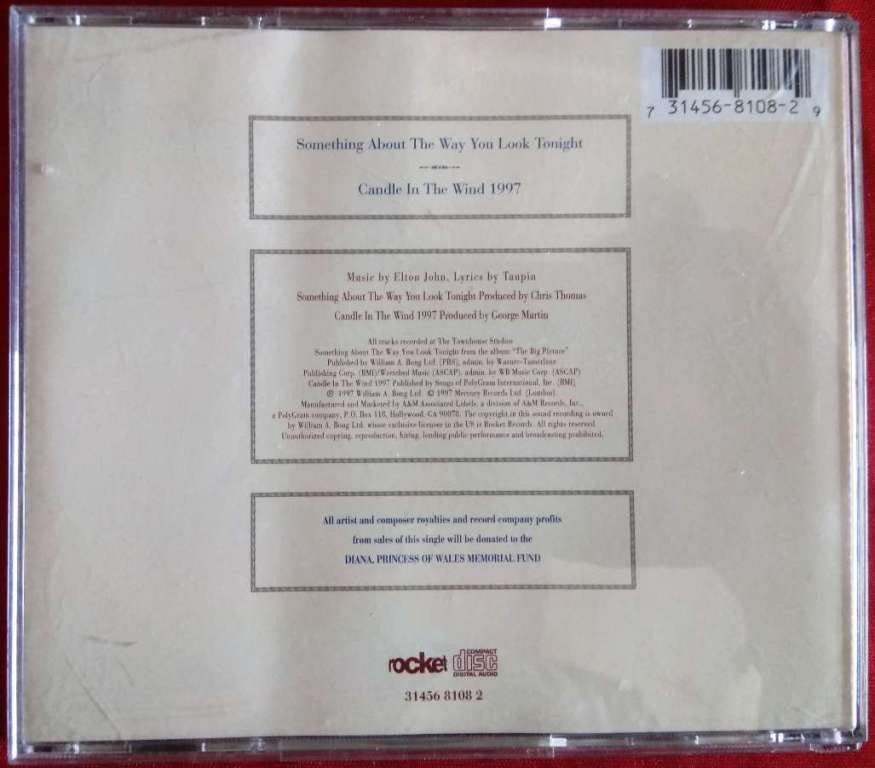 7 31456-8108-2 9
Something About The Way You Look Tonight
Candle In The Wind 1997
Music by Elton John, Lyrics by Taupin
Something About The Way You Look Tonight Produced by Chris Thomas
Candle In The Wind 1997 Produced by George Martin
All tracks recorded at The Townhouse Studios
Something About The Way You Look Tonight from the album "The Big Picture"
Published by William A. Bong Ltd. (PRS), admin. by Warner-Tamerlane
Publishing Corp. (BMI)/Wretched Music (ASCAP), admin. by WB Music Corp. (ASCAP)
Candle In The Wind 1997 Published by Songs of PolyGram International, Inc. (BMI)
℗ 1997 William A. Bong Ltd. © 1997 Mercury Records Ltd. (London).
Manufactured and Marketed by A&M Associated Labels, a division of A&M Records, Inc.,
a PolyGram company, P.O. Box 118, Hollywood, CA 90078. The copyright in this sound recording is owned
by William A. Bong Ltd. whose exclusive licensee in the US is Rocket Records. All rights reserved.
Unauthorized copying, reproduction, hiring, lending public performance and broadcasting prohibited.
All artist and composer royalties and record company profits
from sales of this single will be donated to the
DIANA, PRINCESS OF WALES MEMORIAL FUND
rocket COMPACT disc DIGITAL AUDIO
31456 8108 2